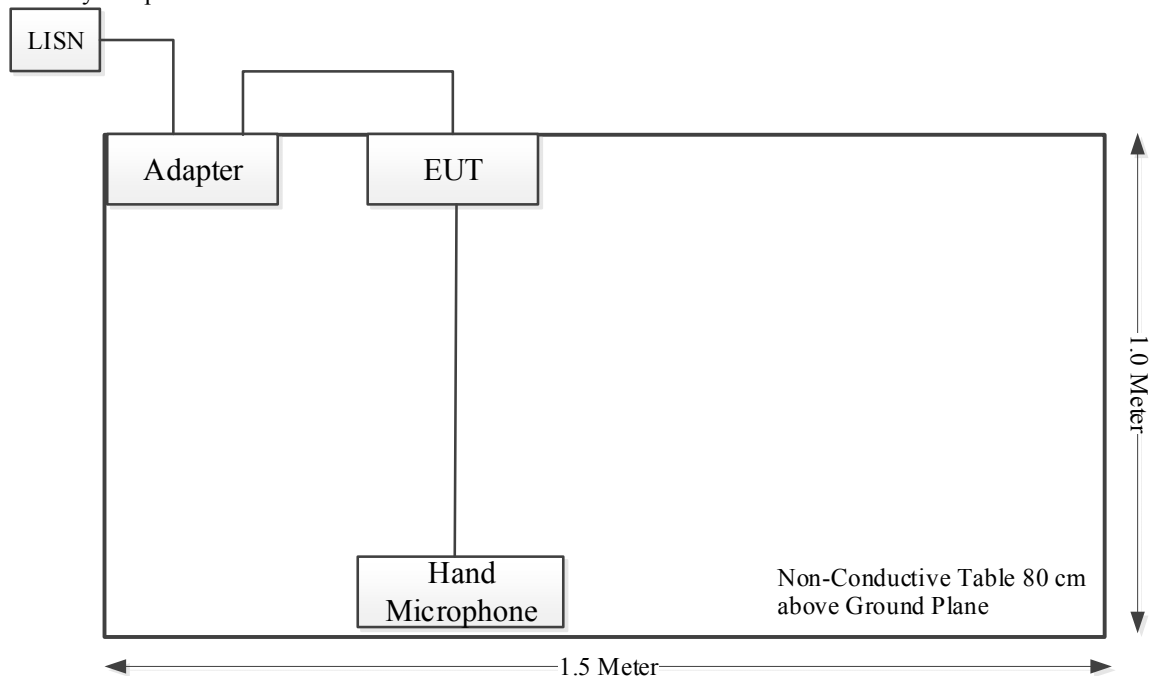 LISN
Adapter
EUT
1.0 Meter
Hand
Microphone
Non-Conductive Table 80 cm
above Ground Plane
1.5 Meter